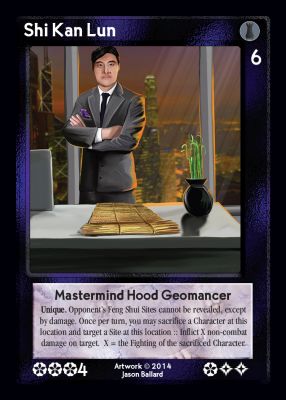 Shi Kan Lun
6
Mastermind Hood Geomancer
Unique. Opponent's Feng Shui Sites cannot be revealed, except
by damage. Once per turn, you may sacrifice a Character at this
location and target a Site at this location :: Inflict X non-combat
damage on target. X = the Fighting of the sacrificed Character.
4
Artwork © 2014
Jason Ballard